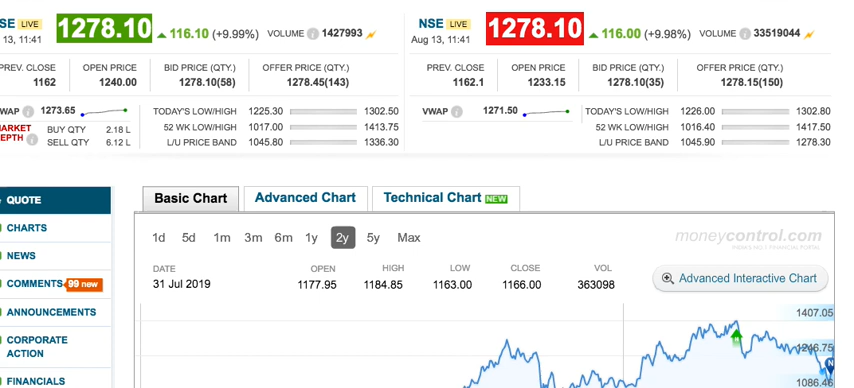 SE LIVE 1278.10 116.10 (+9.99%) VOLUME i 1427993
13, 11:41
PREV. CLOSE OPEN PRICE BID PRICE (QTY.) OFFER PRICE (QTY.)
1162 1240.00 1278.10(58) 1278.45(143)
WAP i 1273.65 TODAY'S LOW/HIGH 1225.30 1302.50
MARKET BUY QTY 2.18 L 52 WK LOW/HIGH 1017.00 1413.75
EPTH i SELL QTY 6.12 L L/U PRICE BAND 1045.80 1336.30
NSE LIVE 1278.10 116.00 (+9.98%) VOLUME i 33519044
Aug 13, 11:41
PREV. CLOSE OPEN PRICE BID PRICE (QTY.) OFFER PRICE (QTY.)
1162.1 1233.15 1278.10(35) 1278.15(150)
VWAP i 1271.50 TODAY'S LOW/HIGH 1226.00 1302.80
52 WK LOW/HIGH 1016.40 1417.50
L/U PRICE BAND 1045.90 1278.30
QUOTE
CHARTS
NEWS
COMMENTS 99 new
ANNOUNCEMENTS
CORPORATE
ACTION
FINANCIALS
Basic Chart Advanced Chart Technical Chart NEW
1d 5d 1m 3m 6m 1y 2y 5y Max
moneycontrol.com
INDIA'S NO.1 FINANCIAL PORTAL
DATE OPEN HIGH LOW CLOSE VOL
31 Jul 2019 1177.95 1184.85 1163.00 1166.00 363098
Advanced Interactive Chart
1407.05
1246.75
N
1086.46